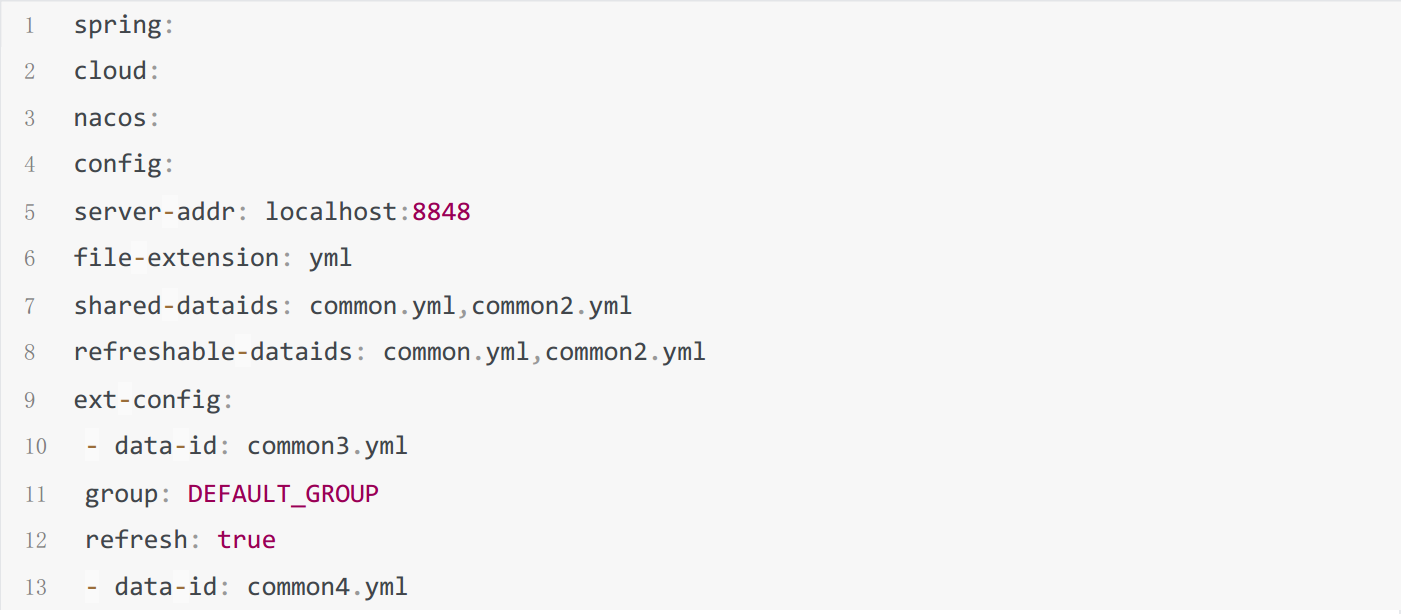 1 spring:
2 cloud:
3 nacos:
4 config:
5 server-addr: localhost:8848
6 file-extension: yml
7 shared-dataids: common.yml,common2.yml
8 refreshable-dataids: common.yml,common2.yml
9 ext-config:
10 - data-id: common3.yml
11 group: DEFAULT_GROUP
12 refresh: true
13 - data-id: common4.yml